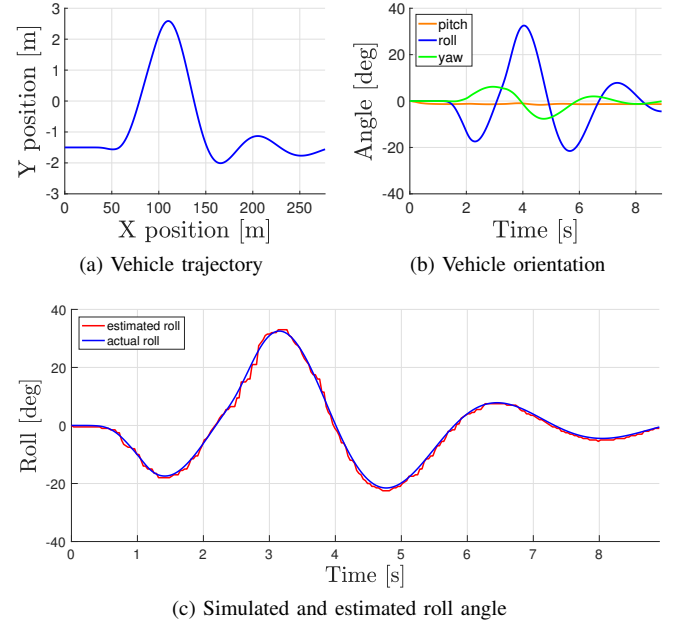 3
2
1
0
-1
-2
-3
0 50 100 150 200 250
Y position [m]
X position [m]
(a) Vehicle trajectory
40
20
0
-20
-40
0 2 4 6 8
Angle [deg]
Time [s]
pitch
roll
yaw
(b) Vehicle orientation
40
20
0
-20
-40
0 1 2 3 4 5 6 7 8
Roll [deg]
Time [s]
estimated roll
actual roll
(c) Simulated and estimated roll angle